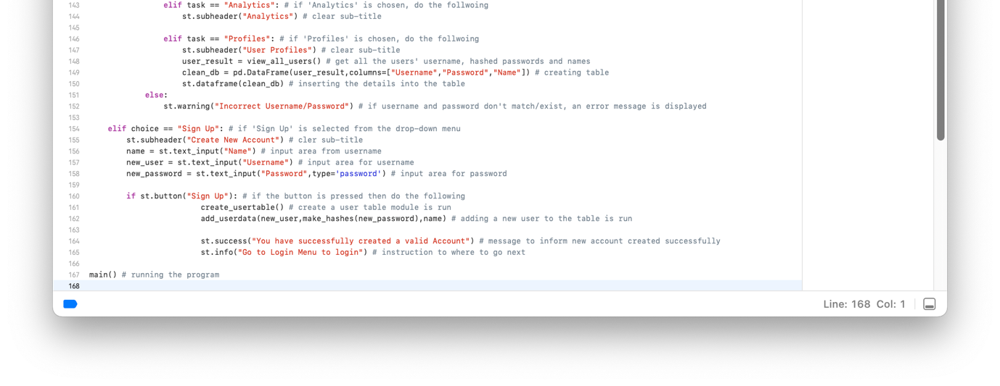 143 elif task == "Analytics": # if 'Analytics' is chosen, do the follwoing
144 st.subheader("Analytics") # clear sub-title
145
146 elif task == "Profiles": # if 'Profiles' is chosen, do the follwoing
147 st.subheader("User Profiles") # clear sub-title
148 user_result = view_all_users() # get all the users' username, hashed passwords and names
149 clean_db = pd.DataFrame(user_result,columns=["Username","Password","Name"]) # creating table
150 st.dataframe(clean_db) # inserting the details into the table
151 else:
152 st.warning("Incorrect Username/Password") # if username and password don't match/exist, an error message is displayed
153
154 elif choice == "Sign Up": # if 'Sign Up' is selected from the drop-down menu
155 st.subheader("Create New Account") # cler sub-title
156 name = st.text_input("Name") # input area from username
157 new_user = st.text_input("Username") # input area for username
158 new_password = st.text_input("Password",type='password') # input area for password
159
160 if st.button("Sign Up"): # if the button is pressed then do the following
161 create_usertable() # create a user table module is run
162 add_userdata(new_user,make_hashes(new_password),name) # adding a new user to the table is run
163
164 st.success("You have successfully created a valid Account") # message to inform new account created successfully
165 st.info("Go to Login Menu to login") # instruction to where to go next
166
167 main() # running the program
168
Line: 168 Col: 1